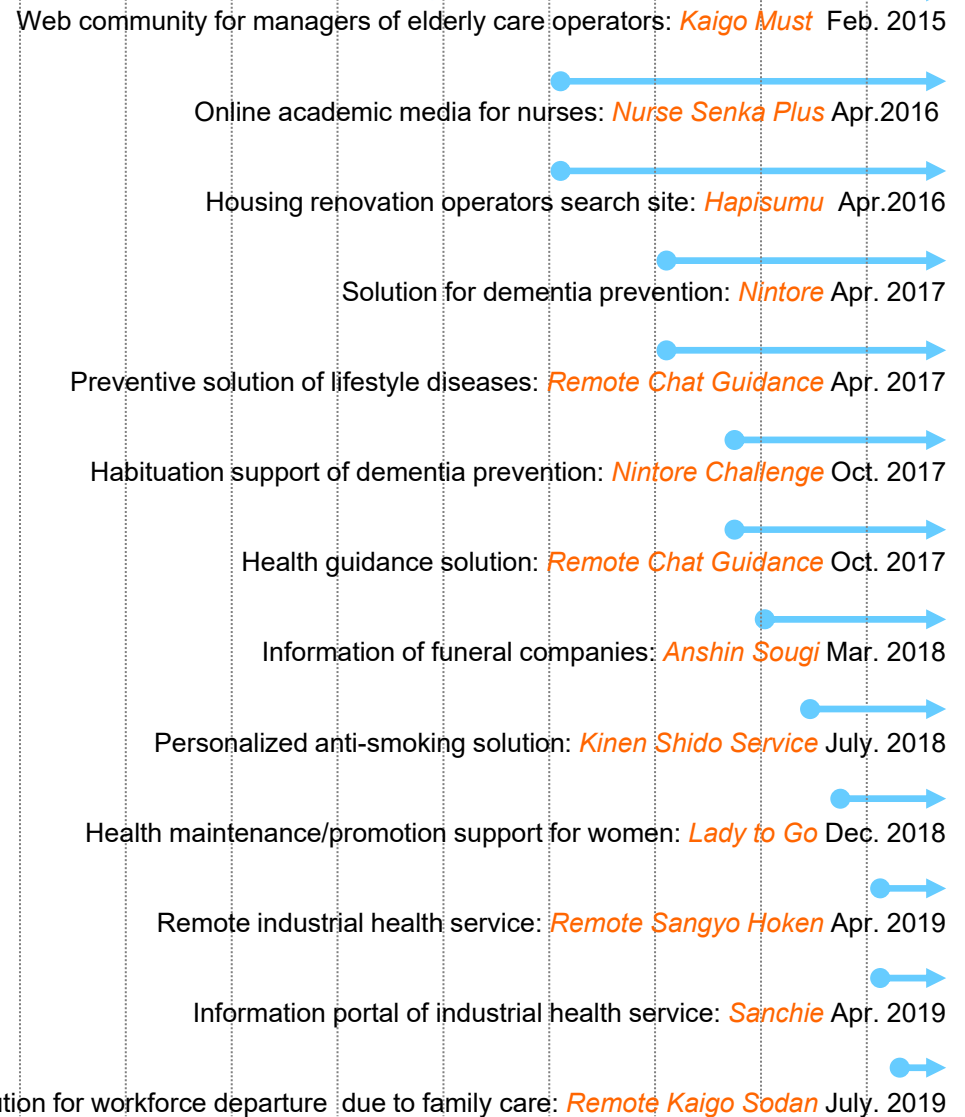 Web community for managers of elderly care operators: Kaigo Must Feb. 2015
Online academic media for nurses: Nurse Senka Plus Apr.2016
Housing renovation operators search site: Hapisumu Apr.2016
Solution for dementia prevention: Nintore Apr. 2017
Preventive solution of lifestyle diseases: Remote Chat Guidance Apr. 2017
Habituation support of dementia prevention: Nintore Challenge Oct. 2017
Health guidance solution: Remote Chat Guidance Oct. 2017
Information of funeral companies: Anshin Sougi Mar. 2018
Personalized anti-smoking solution: Kinen Shido Service July. 2018
Health maintenance/promotion support for women: Lady to Go Dec. 2018
Remote industrial health service: Remote Sangyo Hoken Apr. 2019
Information portal of industrial health service: Sanchie Apr. 2019
for workforce departure due to family care: Remote Kaigo Sodan July. 2019